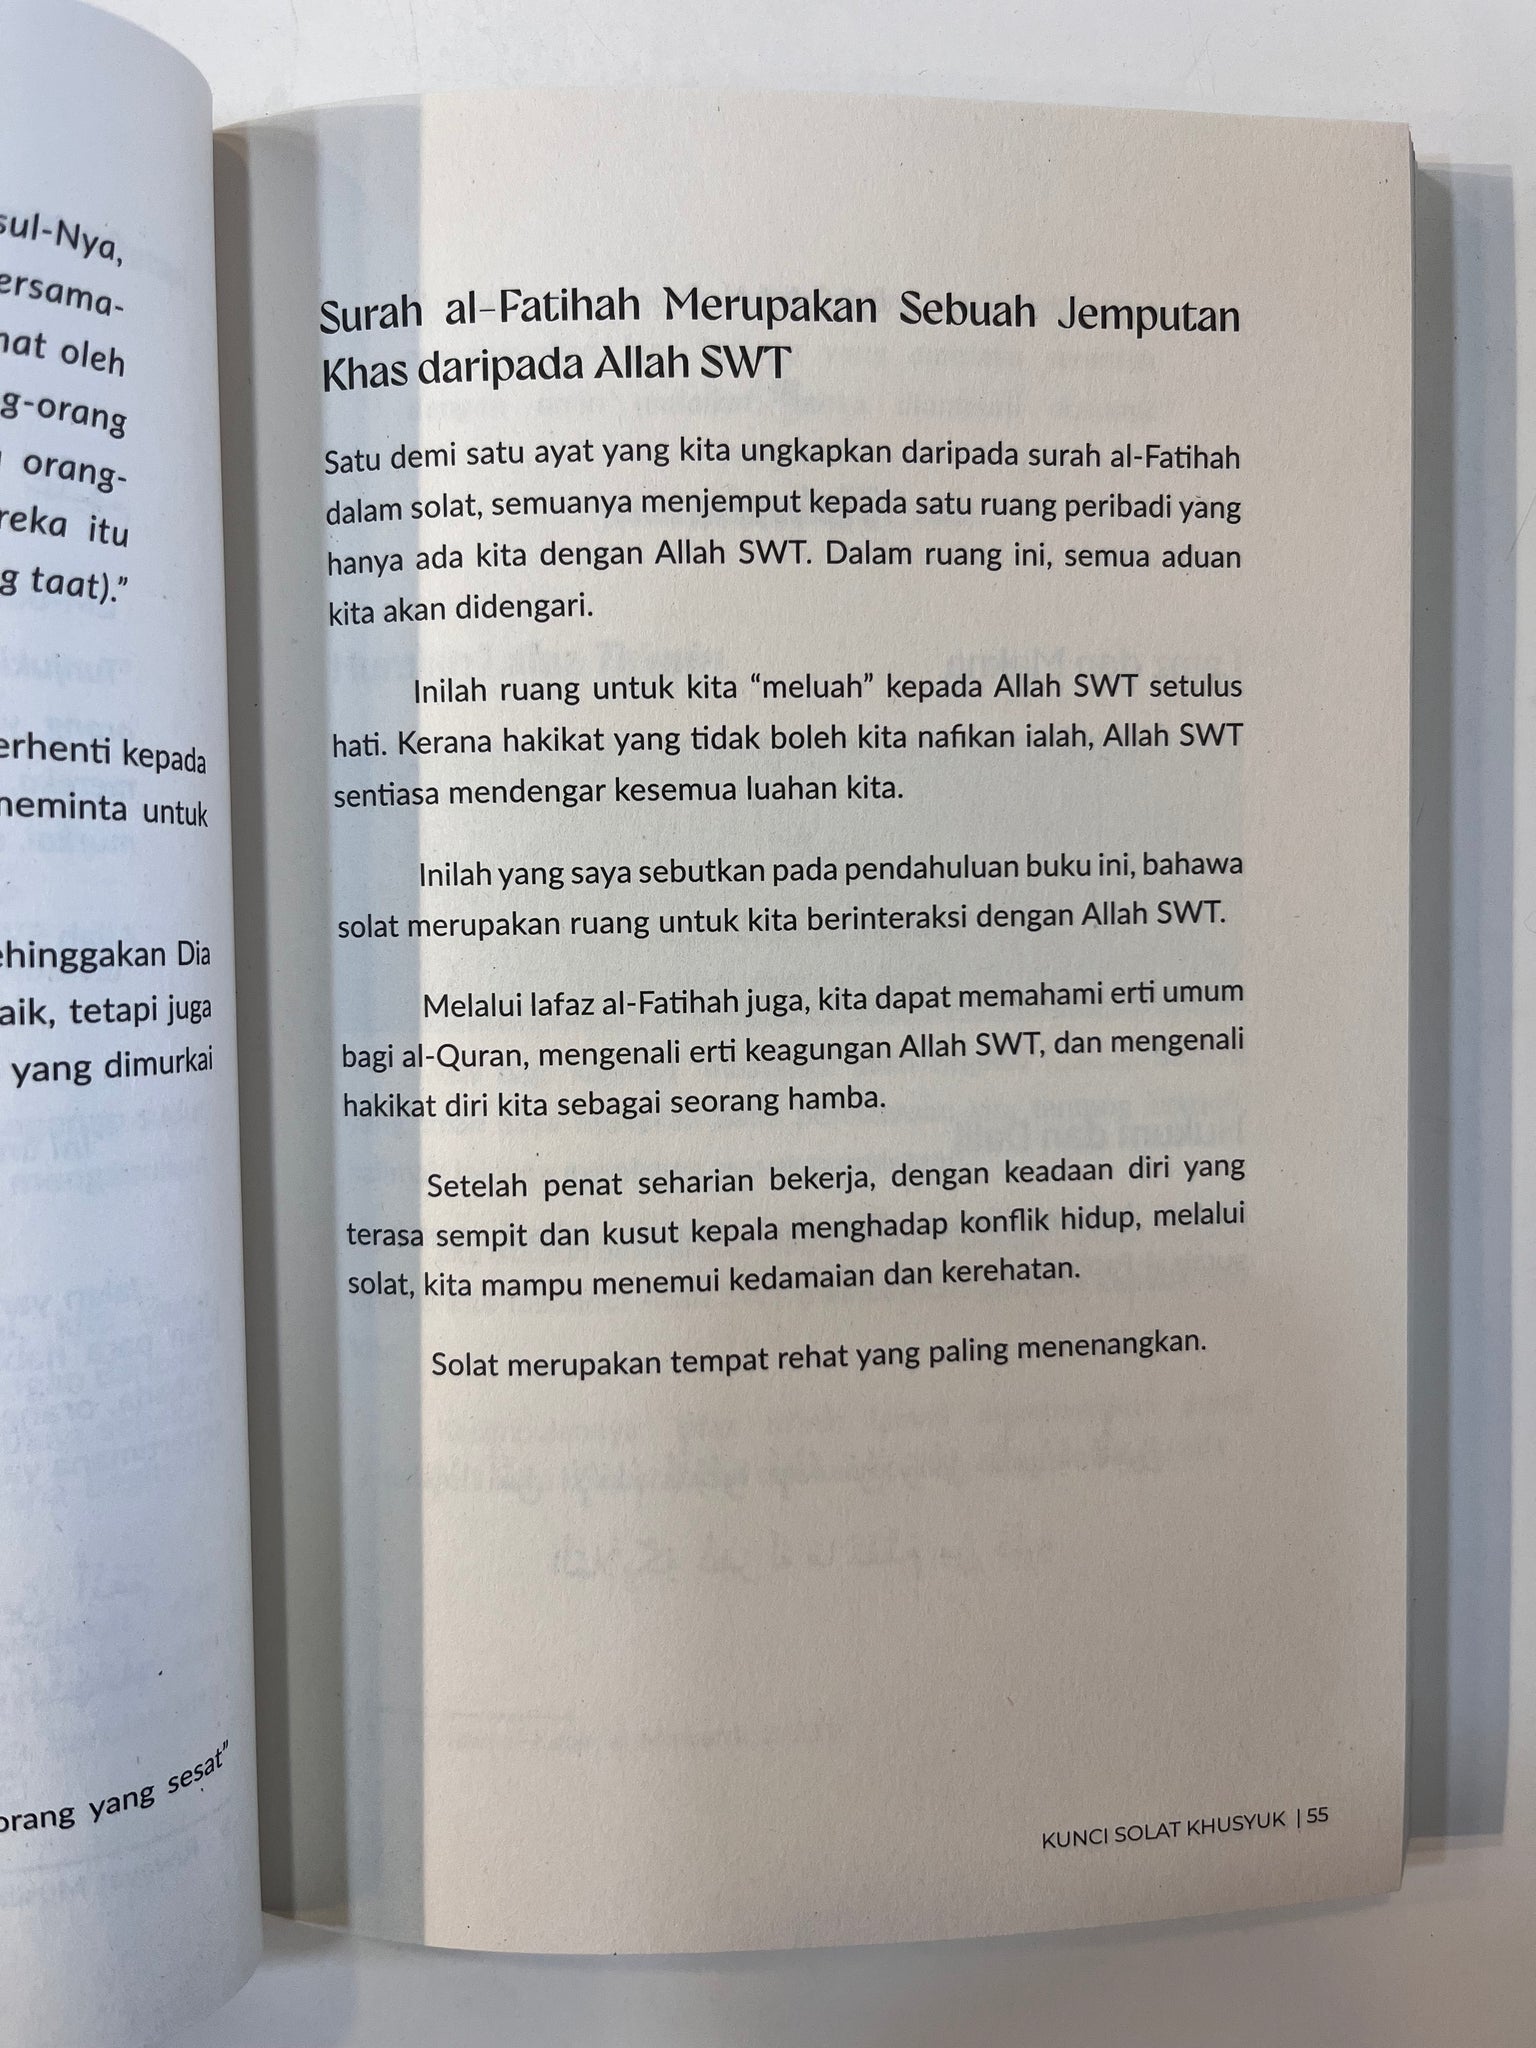 sul-Nya,
ersama-
hat oleh
g-orang
orang-
reka itu
g taat)."
erhenti kepada
meminta untuk
ehinggakan Dia
aik, tetapi juga
yang dimurkai
orang yang sesat"
Surah al-Fatihah Merupakan Sebuah Jemputan
Khas daripada Allah SWT
Satu demi satu ayat yang kita ungkapkan daripada surah al-Fatihah
dalam solat, semuanya menjemput kepada satu ruang peribadi yang
hanya ada kita dengan Allah SWT. Dalam ruang ini, semua aduan
kita akan didengari.
Inilah ruang untuk kita “meluah” kepada Allah SWT setulus
hati. Kerana hakikat yang tidak boleh kita nafikan ialah, Allah SWT
sentiasa mendengar kesemua luahan kita.
Inilah yang saya sebutkan pada pendahuluan buku ini, bahawa
solat merupakan ruang untuk kita berinteraksi dengan Allah SWT.
Melalui lafaz al-Fatihah juga, kita dapat memahami erti umum
bagi al-Quran, mengenali erti keagungan Allah SWT, dan mengenali
hakikat diri kita sebagai seorang hamba.
Setelah penat seharian bekerja, dengan keadaan diri yang
terasa sempit dan kusut kepala menghadap konflik hidup, melalui
solat, kita mampu menemui kedamaian dan kerehatan.
Solat merupakan tempat rehat yang paling menenangkan.
KUNCI SOLAT KHUSYUK | 55